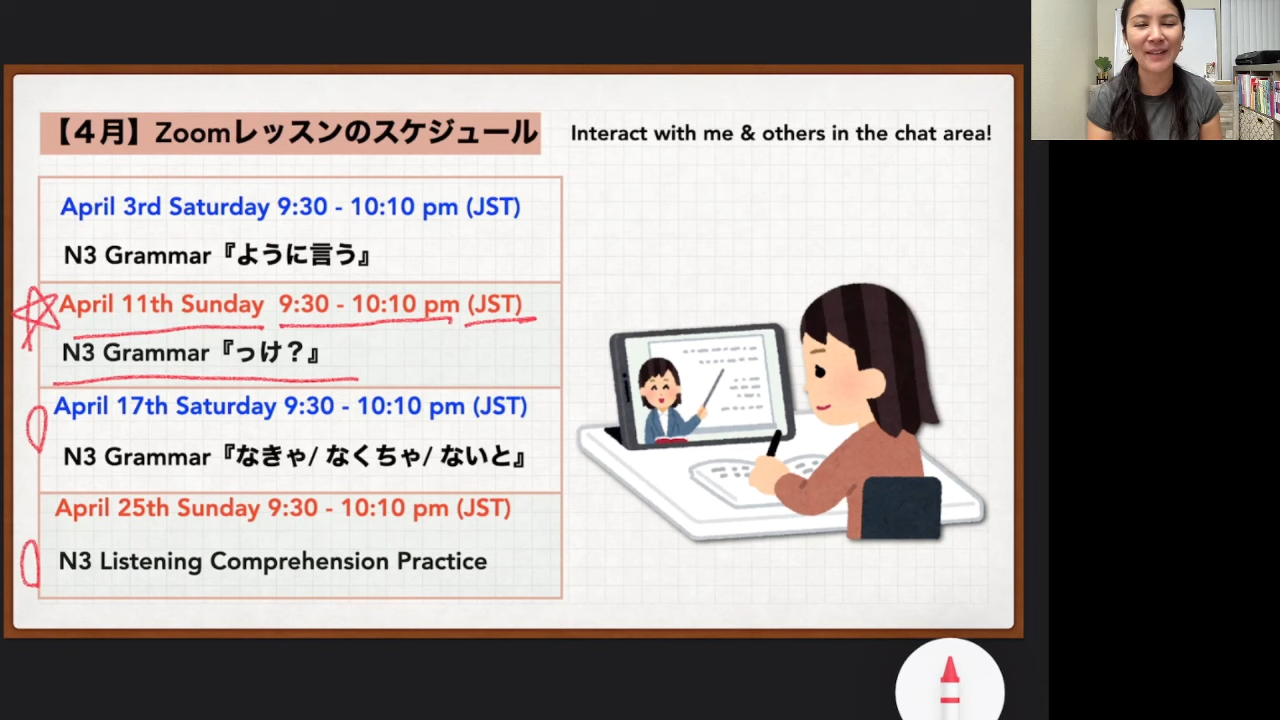 【４月】Zoomレッスンのスケジュール
Interact with me & others in the chat area!
April 3rd Saturday 9:30 - 10:10 pm (JST)
N3 Grammar『ように言う』
April 11th Sunday 9:30 - 10:10 pm (JST)
N3 Grammar『っけ？』
April 17th Saturday 9:30 - 10:10 pm (JST)
N3 Grammar『なきゃ/ なくちゃ/ ないと』
April 25th Sunday 9:30 - 10:10 pm (JST)
N3 Listening Comprehension Practice